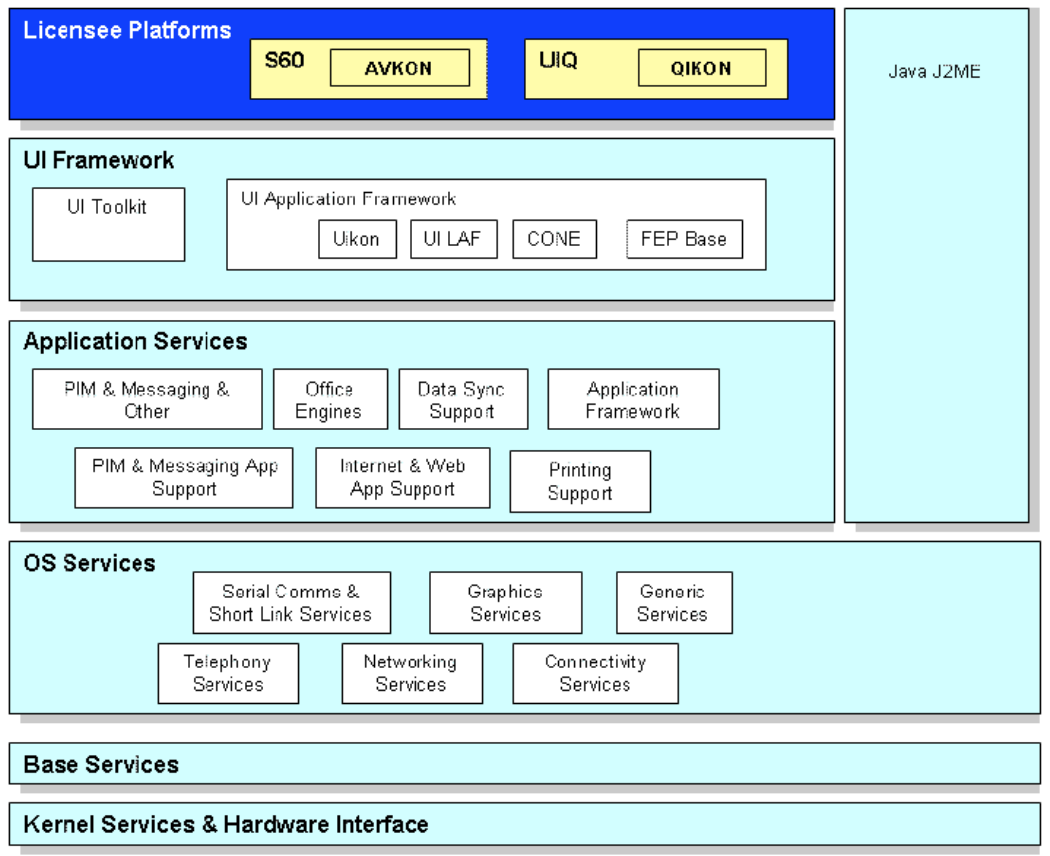 Licensee Platforms
S60
AVKON
UIQ
QIKON
Java J2ME
UI Framework
UI Toolkit
UI Application Framework
Uikon
UI LAF
CONE
FEP Base
Application Services
PIM & Messaging &
Other
Office
Engines
Data Sync
Support
Application
Framework
PIM & Messaging App
Support
Internet & Web
App Support
Printing
Support
OS Services
Serial Comms &
Short Link Services
Graphics
Services
Generic
Services
Telephony
Services
Networking
Services
Connectivity
Services
Base Services
Kernel Services & Hardware Interface